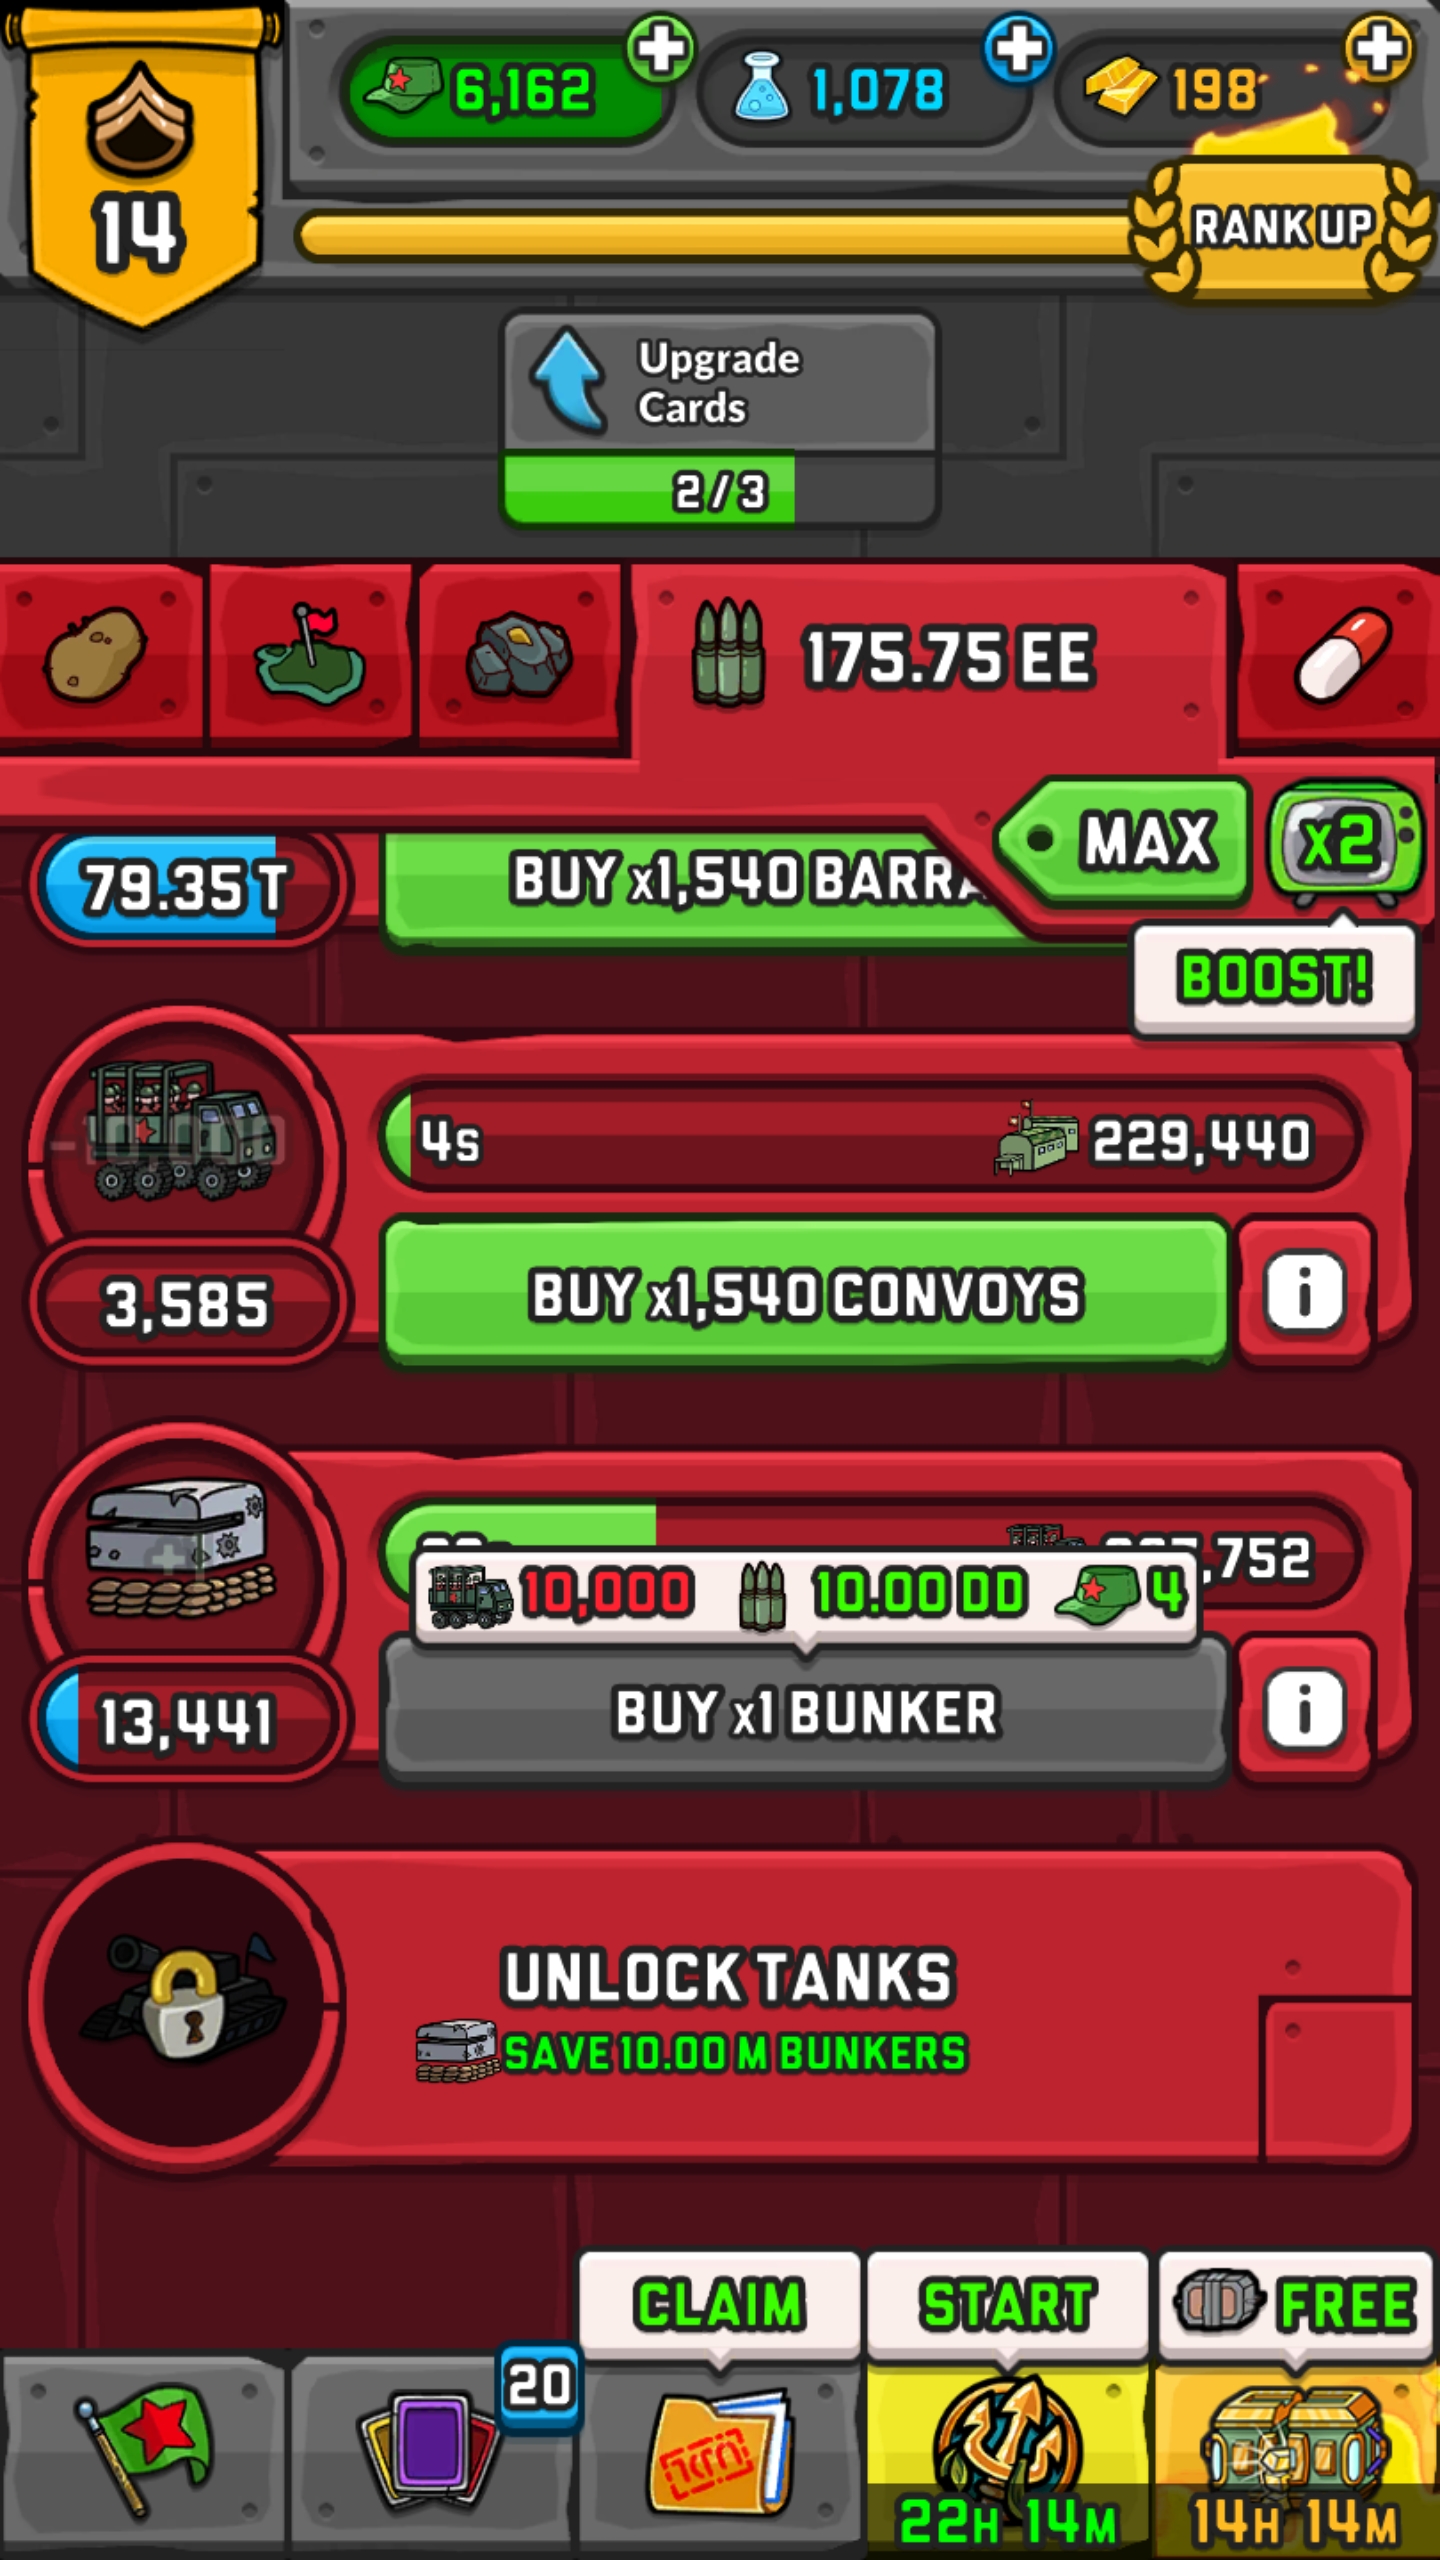 14
6,162
1,078
198
RANK UP
Upgrade
Cards
2/3
175.75 EE
MAX
x2
79.35 T
BUY x1,540
BOOST!
-10,000
4s
229,440
3,585
BUY x1,540 CONVOYS
10,000
10.00 DD
4
13,441
BUY x1 BUNKER
UNLOCK TANKS
SAVE 10.00 M BUNKERS
CLAIM
START
FREE
20
22H 14M
14H 14M